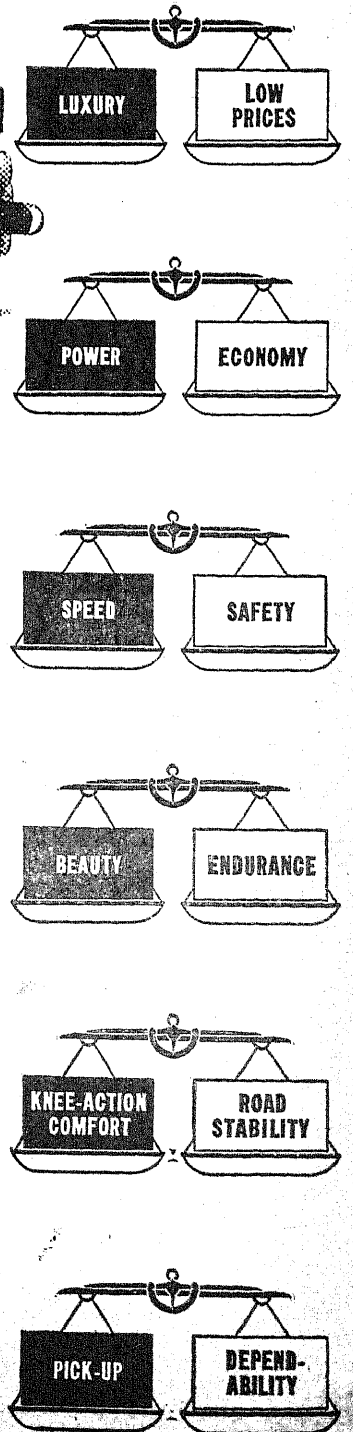 LUXURY
LOW
PRICES
POWER
ECONOMY
SPEED
SAFETY
BEAUTY
ENDURANCE
KNEE-ACTION
COMFORT
ROAD
STABILITY
PICK-UP
DEPEND-
ABILITY